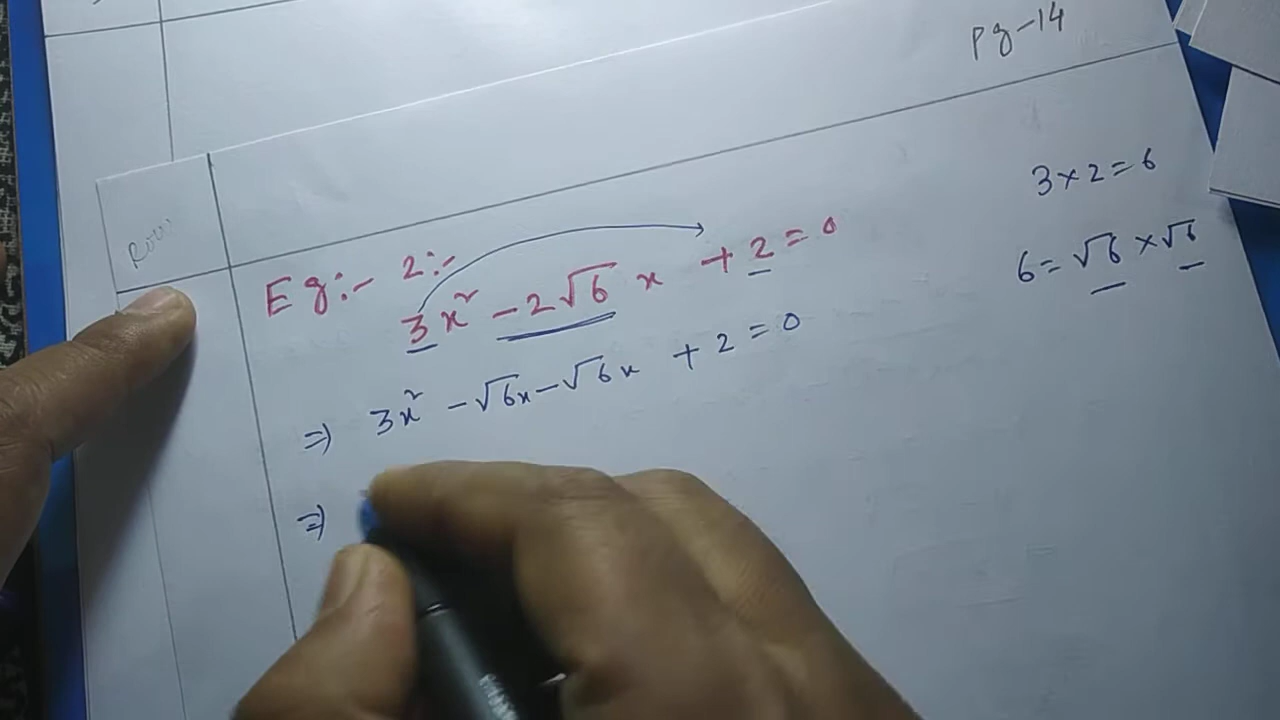 Pg-14
Eg:- 2:-
3x² - 2√6 x + 2 = 0
3×2=6
6=√6×√6
⇒ 3x² - √6x - √6x + 2 = 0
⇒